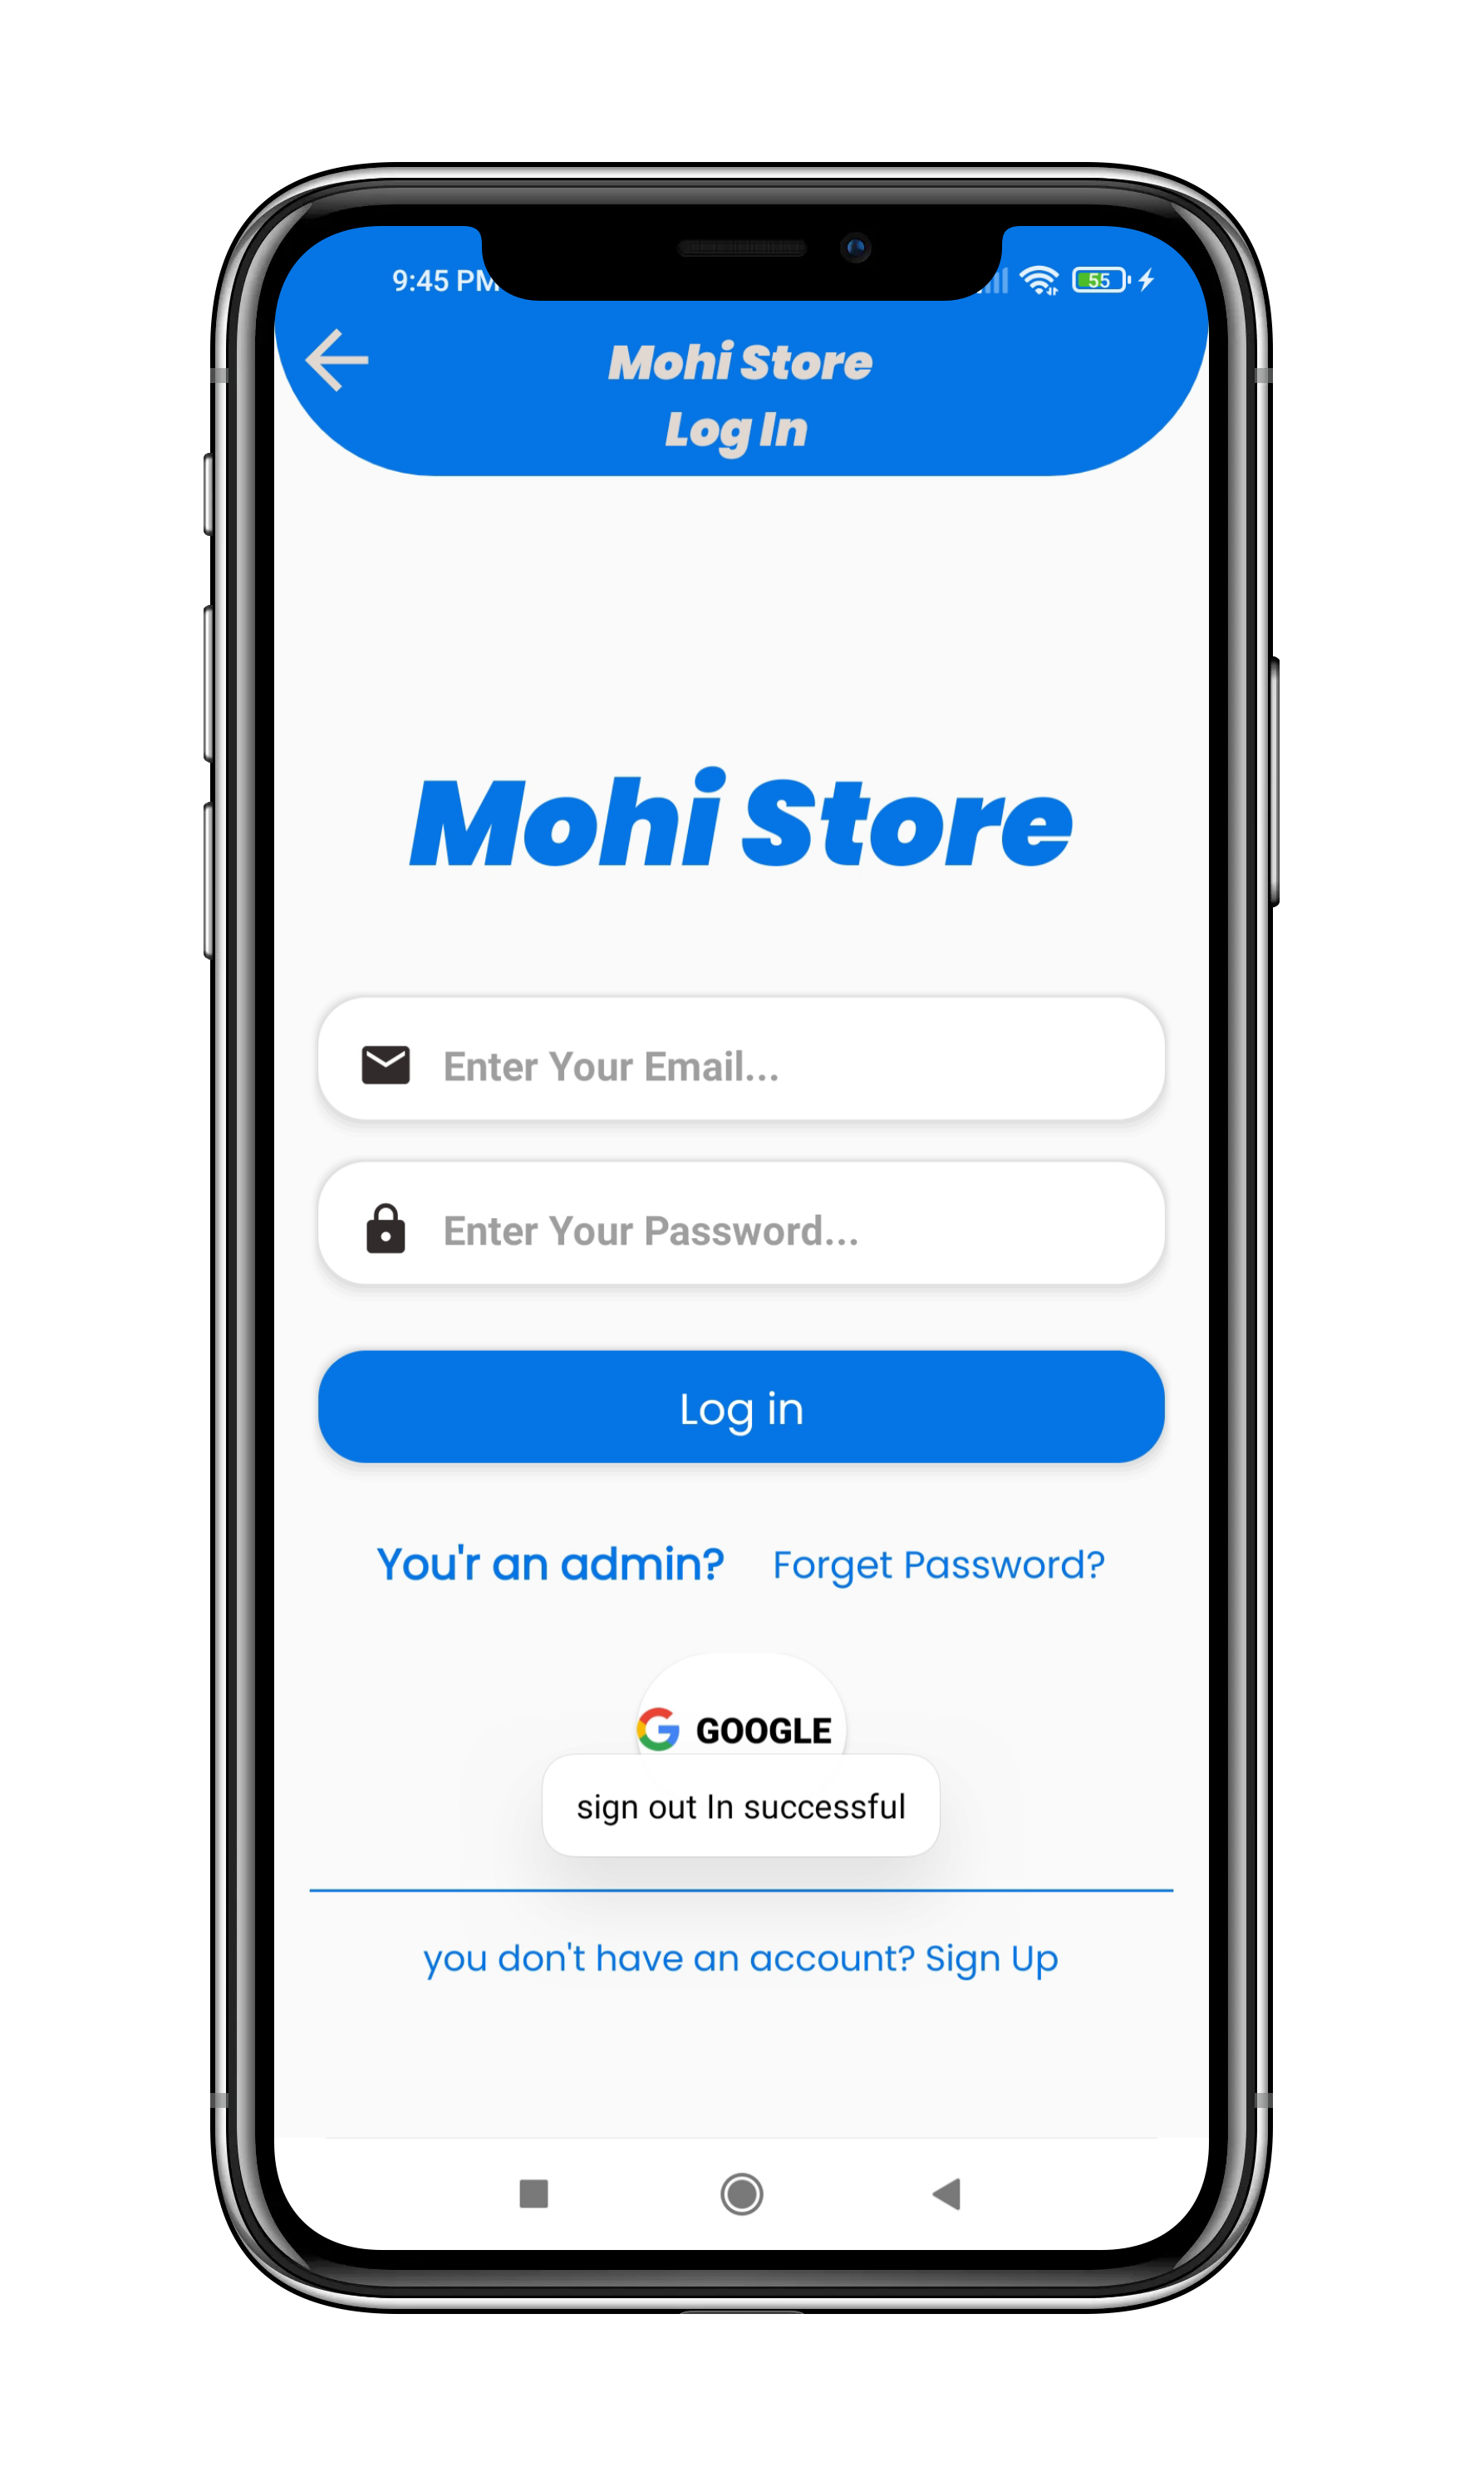 9:45 PM
55
Mohi Store
Log In
Mohi Store
Enter Your Email...
Enter Your Password...
Log in
You'r an admin? Forget Password?
GOOGLE
sign out In successful
you don't have an account? Sign Up